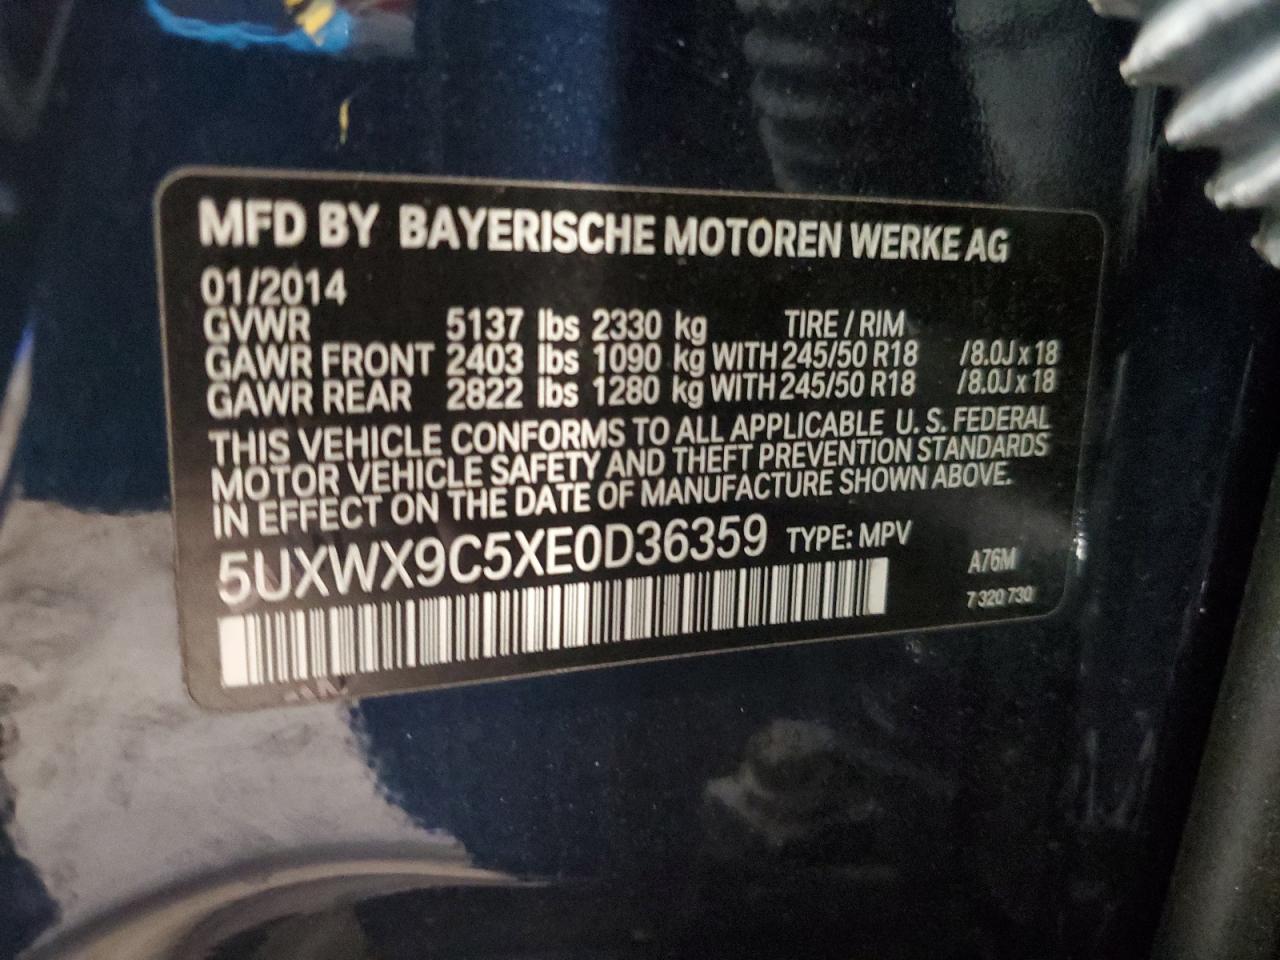 MFD BY BAYERISCHE MOTOREN WERKE AG
01/2014
GVWR 5137 lbs 2330 kg TIRE / RIM
GAWR FRONT 2403 lbs 1090 kg WITH 245/50 R18 /8.0J x 18
GAWR REAR 2822 lbs 1280 kg WITH 245/50 R18 /8.0J x 18
THIS VEHICLE CONFORMS TO ALL APPLICABLE U.S. FEDERAL
MOTOR VEHICLE SAFETY AND THEFT PREVENTION STANDARDS
IN EFFECT ON THE DATE OF MANUFACTURE SHOWN ABOVE.
5UXWX9C5XE0D36359 TYPE: MPV
A76M
7 320 730